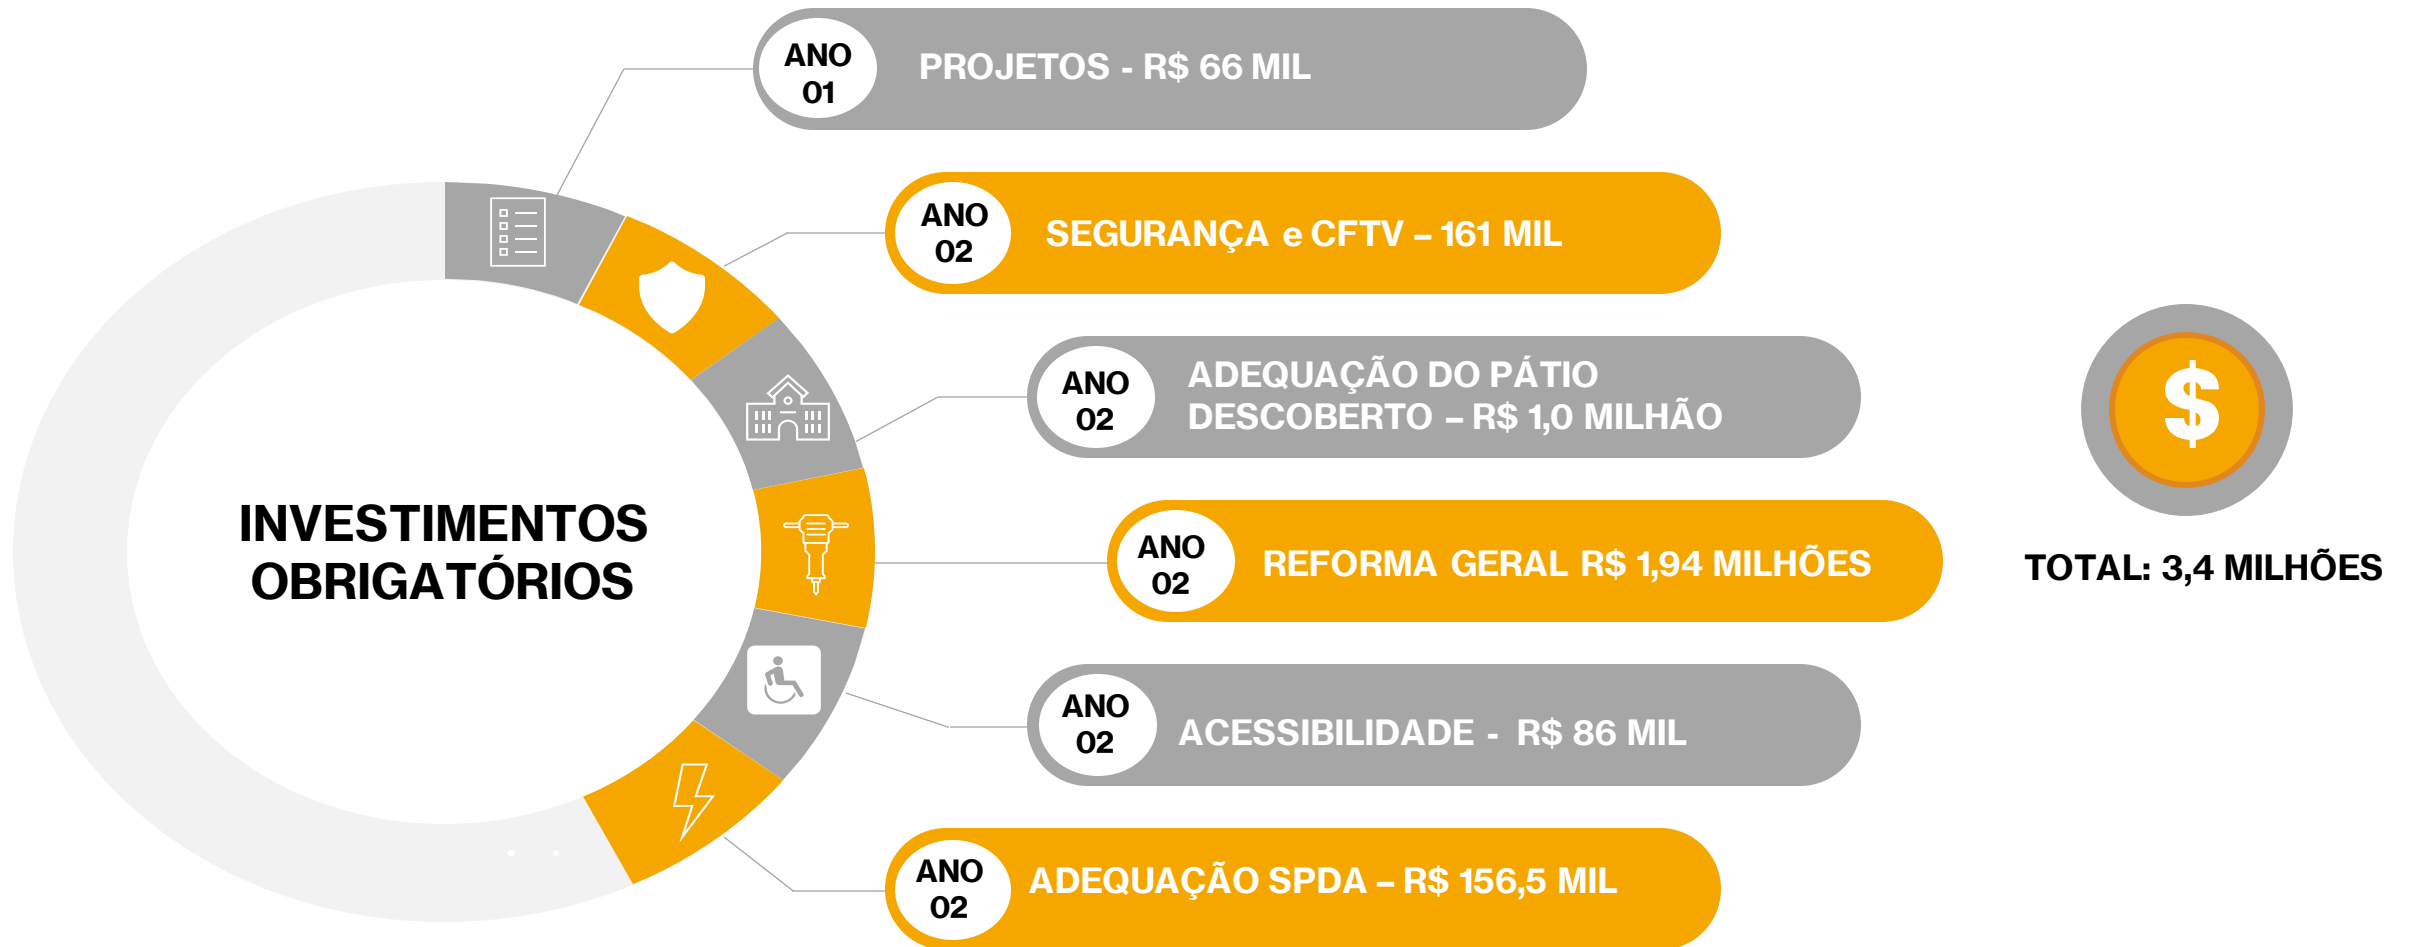 ANO
01
PROJETOS - R$ 66 MIL
ANO
02
SEGURANÇA e CFTV – 161 MIL
ANO
02
ADEQUAÇÃO DO PÁTIO
DESCOBERTO – R$ 1,0 MILHÃO
INVESTIMENTOS
OBRIGATÓRIOS
ANO
02
REFORMA GERAL R$ 1,94 MILHÕES
$
TOTAL: 3,4 MILHÕES
ANO
02
ACESSIBILIDADE - R$ 86 MIL
ANO
02
ADEQUAÇÃO SPDA – R$ 156,5 MIL